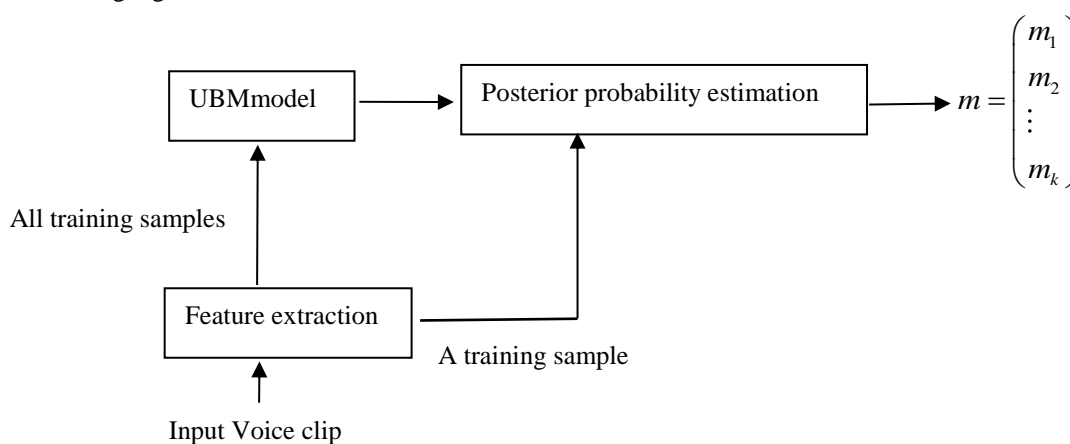 UBMmodel
Posterior probability estimation
m = ( m₁ m₂ ⋮ mₖ )
All training samples
Feature extraction
A training sample
Input Voice clip